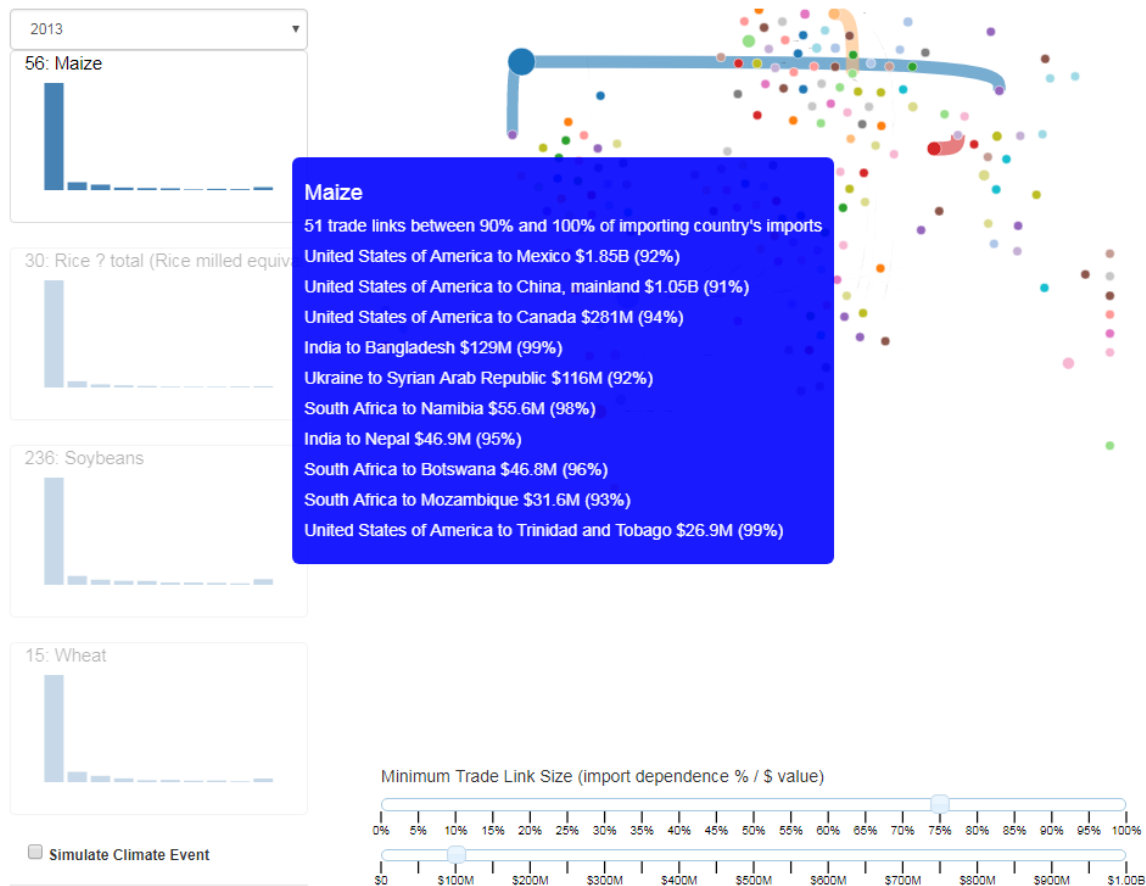 2013
56: Maize
30: Rice ? total (Rice milled equiva
236: Soybeans
15: Wheat
Simulate Climate Event
Maize
51 trade links between 90% and 100% of importing country's imports
United States of America to Mexico $1.85B (92%)
United States of America to China, mainland $1.05B (91%)
United States of America to Canada $281M (94%)
India to Bangladesh $129M (99%)
Ukraine to Syrian Arab Republic $116M (92%)
South Africa to Namibia $55.6M (98%)
India to Nepal $46.9M (95%)
South Africa to Botswana $46.8M (96%)
South Africa to Mozambique $31.6M (93%)
United States of America to Trinidad and Tobago $26.9M (99%)
Minimum Trade Link Size (import dependence % / $ value)
0% 5% 10% 15% 20% 25% 30% 35% 40% 45% 50% 55% 60% 65% 70% 75% 80% 85% 90% 95% 100%
$0 $100M $200M $300M $400M $500M $600M $700M $800M $900M $1.00B